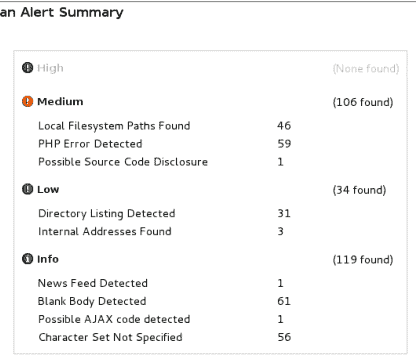 an Alert Summary
High (None found)
Medium (106 found)
Local Filesystem Paths Found 46
PHP Error Detected 59
Possible Source Code Disclosure 1
Low (34 found)
Directory Listing Detected 31
Internal Addresses Found 3
Info (119 found)
News Feed Detected 1
Blank Body Detected 61
Possible AJAX code detected 1
Character Set Not Specified 56